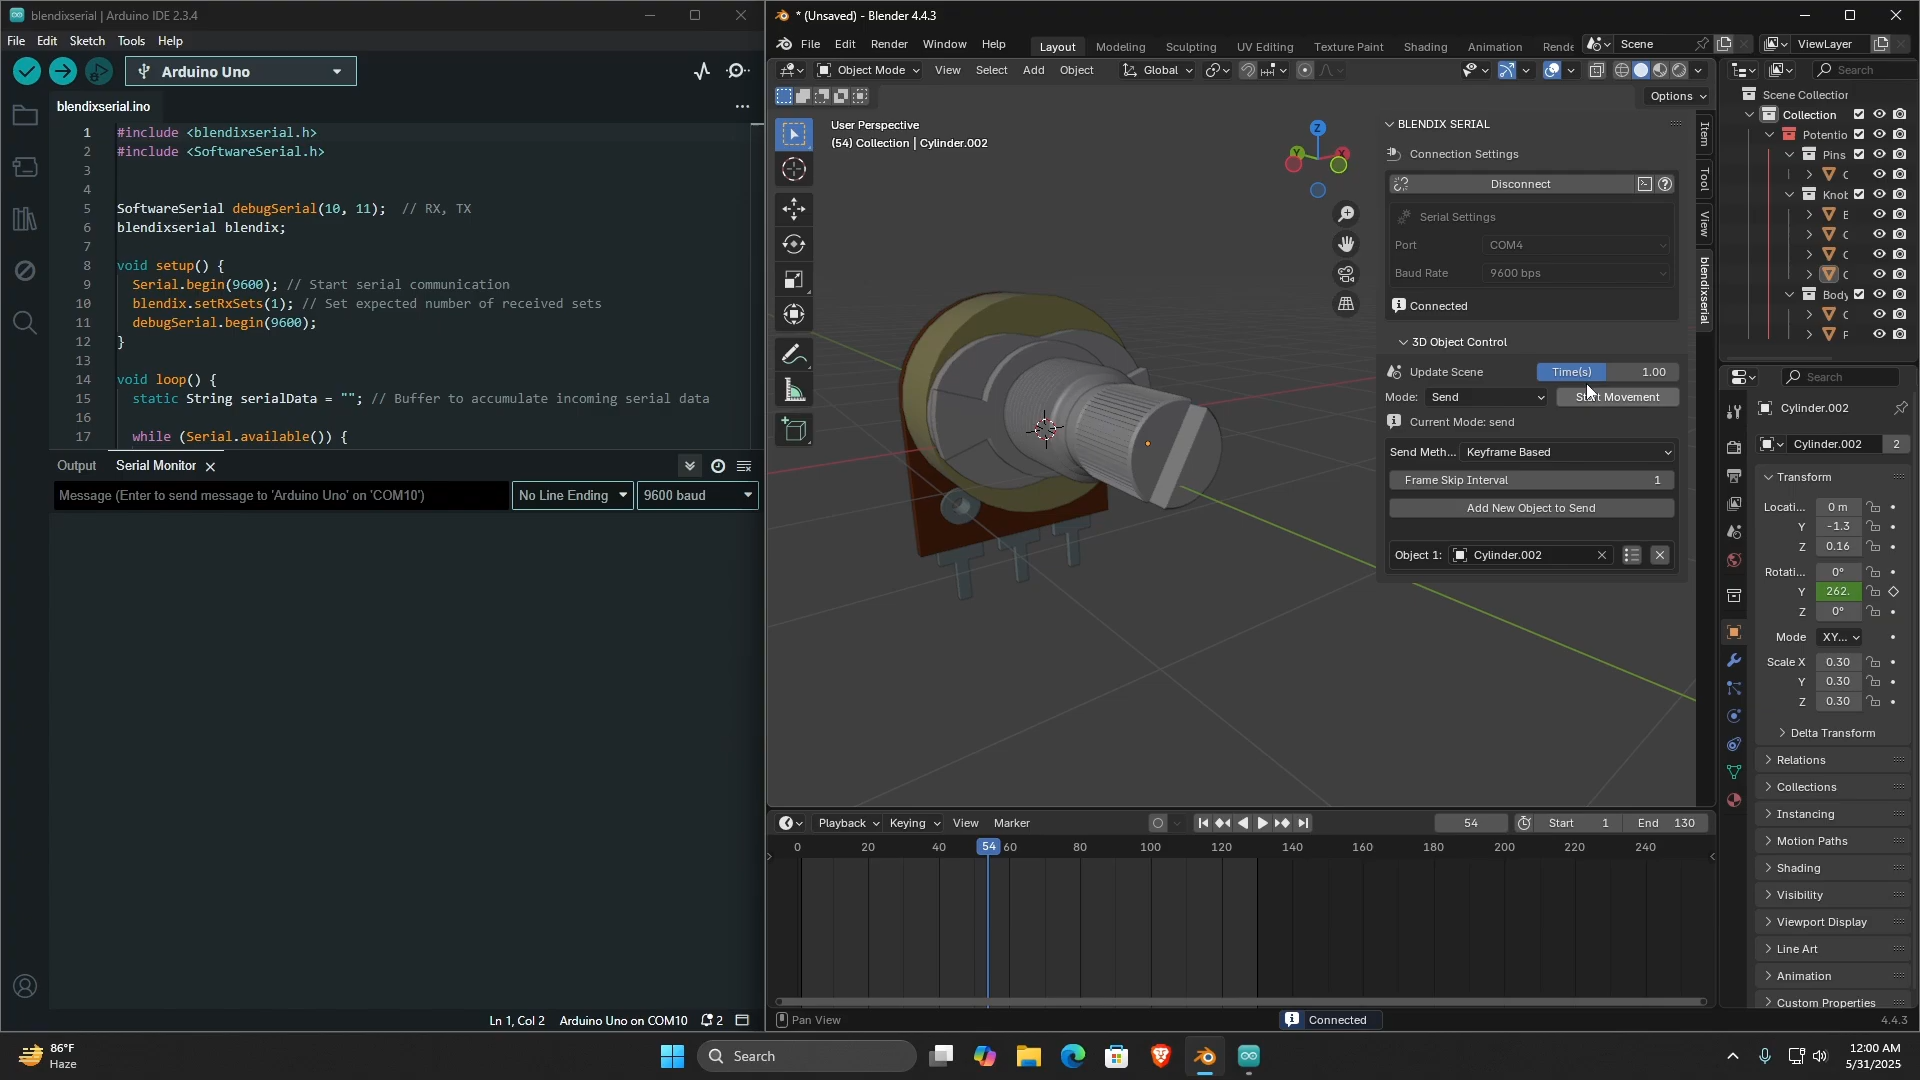 blendixserial | Arduino IDE 2.3.4
File Edit Sketch Tools Help
Arduino Uno
blendixserial.ino
1 #include <blendixserial.h>
2 #include <SoftwareSerial.h>
3
4
5 SoftwareSerial debugSerial(10, 11); // RX, TX
6 blendixserial blendix;
7
8 void setup() {
9 Serial.begin(9600); // Start serial communication
10 blendix.setRxSets(1); // Set expected number of received sets
11 debugSerial.begin(9600);
12 }
13
14 void loop() {
15 static String serialData = ""; // Buffer to accumulate incoming serial data
16
17 while (Serial.available()) {
Output Serial Monitor
Message (Enter to send message to 'Arduino Uno' on 'COM10')
No Line Ending
9600 baud
Ln 1, Col 2 Arduino Uno on COM10 2
* (Unsaved) - Blender 4.4.3
File Edit Render Window Help
Layout Modeling Sculpting UV Editing Texture Paint Shading Animation Rende
Scene
ViewLayer
Object Mode View Select Add Object
Global
Options
User Perspective
(54) Collection | Cylinder.002
Z
Y
X
BLENDIX SERIAL
Connection Settings
Disconnect
Serial Settings
Port COM4
Baud Rate 9600 bps
Connected
3D Object Control
Update Scene Time(s) 1.00
Mode: Send Start Movement
Current Mode: send
Send Meth... Keyframe Based
Frame Skip Interval 1
Add New Object to Send
Object 1: Cylinder.002
Item
Tool
View
blendixserial
Search
Scene Collection
Collection
Potentio
Pins
C
Knob
E
C
C
C
Body
C
F
Search
Cylinder.002
Cylinder.002 2
Transform
Locati... 0 m
Y -1.3
Z 0.16
Rotati... 0°
Y 262.
Z 0°
Mode XY...
Scale X 0.30
Y 0.30
Z 0.30
Delta Transform
Relations
Collections
Instancing
Motion Paths
Shading
Visibility
Viewport Display
Line Art
Animation
Custom Properties
Playback Keying View Marker
54
Start 1 End 130
0 20 40 54 60 80 100 120 140 160 180 200 220 240
Pan View
Connected
4.4.3
86°F
Haze
Search
12:00 AM
5/31/2025